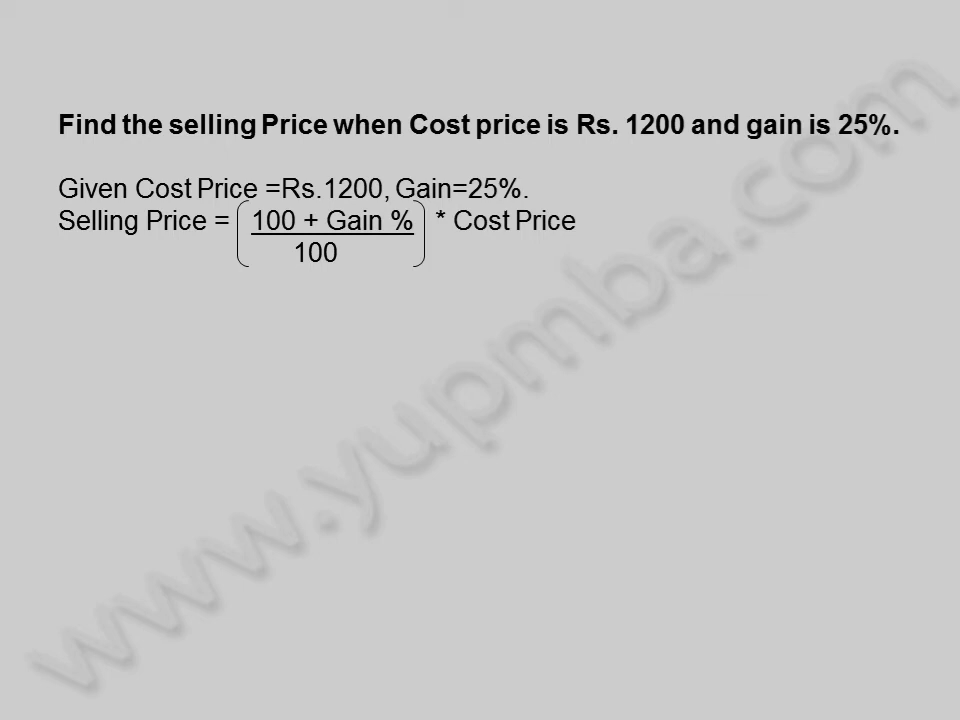 Find the selling Price when Cost price is Rs. 1200 and gain is 25%.
Given Cost Price =Rs.1200, Gain=25%.
Selling Price = 100 + Gain % * Cost Price
100
www.yupmba.com